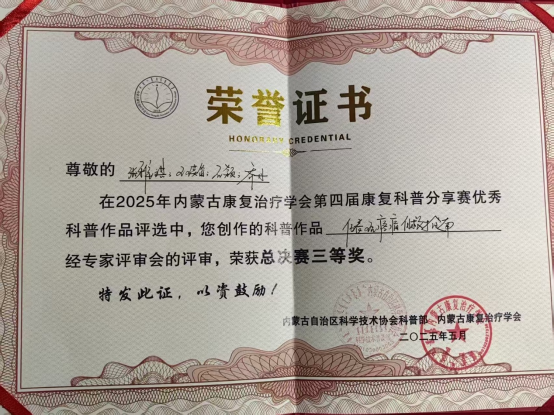 荣誉证书
HONORARY CREDENTIAL
尊敬的
在2025年内蒙古康复治疗学会第四届康复科普分享赛优秀
科普作品评选中，您创作的科普作品
经专家评审会的评审，荣获总决赛三等奖。
特发此证，以资鼓励！
内蒙古自治区科学技术协会科普部 内蒙古康复治疗学会
二〇二五年五月